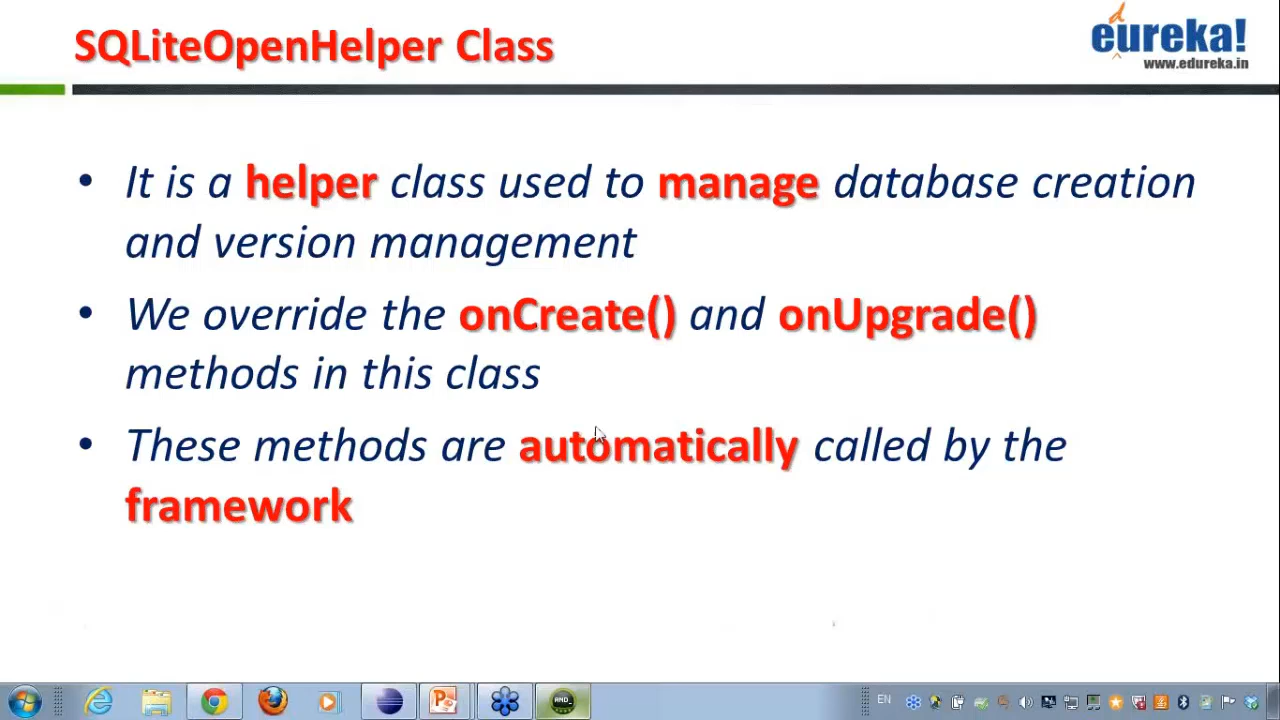 SQLiteOpenHelper Class
eureka!
www.edureka.in
• It is a helper class used to manage database creation
and version management
• We override the onCreate() and onUpgrade()
methods in this class
• These methods are automatically called by the
framework
EN